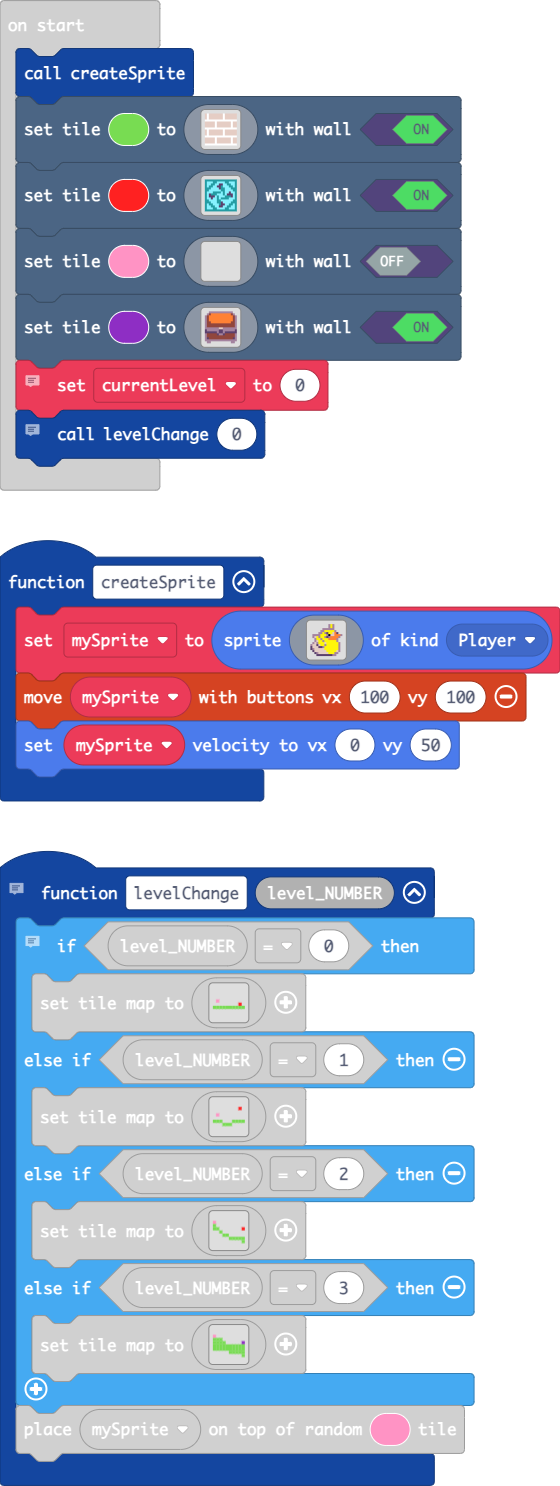 on start
call createSprite
set tile to with wall ON
set tile to with wall ON
set tile to with wall OFF
set tile to with wall ON
set currentLevel to 0
call levelChange 0
function createSprite
set mySprite to sprite of kind Player
move mySprite with buttons vx 100 vy 100
set mySprite velocity to vx 0 vy 50
function levelChange level_NUMBER
if level_NUMBER = 0 then
set tile map to
else if level_NUMBER = 1 then
set tile map to
else if level_NUMBER = 2 then
set tile map to
else if level_NUMBER = 3 then
set tile map to
place mySprite on top of random tile